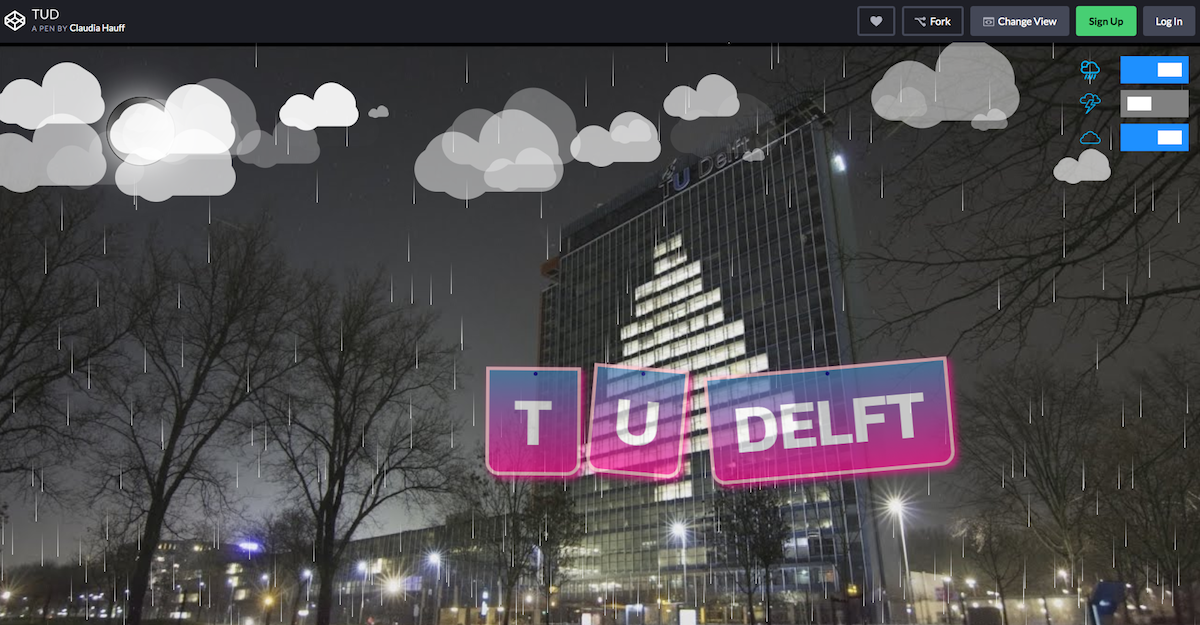 TUD
A PEN BY Claudia Hauff
Fork
Change View
Sign Up
Log In
TU Delft
T
U
DELFT